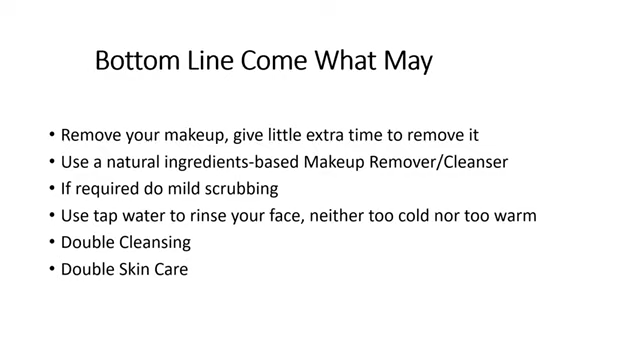 Bottom Line Come What May
• Remove your makeup, give little extra time to remove it
• Use a natural ingredients-based Makeup Remover/Cleanser
• If required do mild scrubbing
• Use tap water to rinse your face, neither too cold nor too warm
• Double Cleansing
• Double Skin Care